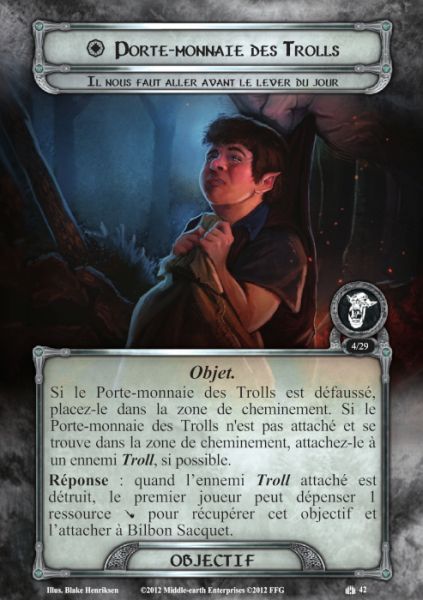 Porte-monnaie des Trolls
Il nous faut aller avant le lever du jour
4/29
Objet.
Si le Porte-monnaie des Trolls est défaussé,
placez-le dans la zone de cheminement. Si le
Porte-monnaie des Trolls n'est pas attaché et se
trouve dans la zone de cheminement, attachez-le à
un ennemi Troll, si possible.
Réponse : quand l'ennemi Troll attaché est
détruit, le premier joueur peut dépenser 1
ressource pour récupérer cet objectif et
l'attacher à Bilbon Sacquet.
OBJECTIF
Illus. Blake Henriksen ©2012 Middle-earth Enterprises ©2012 FFG 42